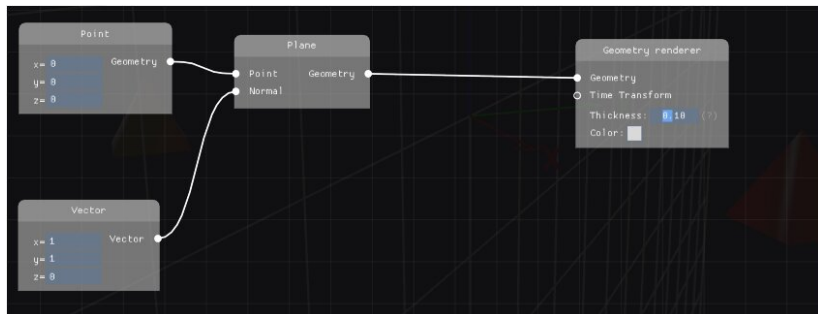 Point
x= 0
Geometry
y= 0
z= 0
Plane
Point
Geometry
Normal
Geometry renderer
Geometry
Time Transform
Thickness: 0.10 (?)
Color:
Vector
x= 1
Vector
y= 1
z= 0